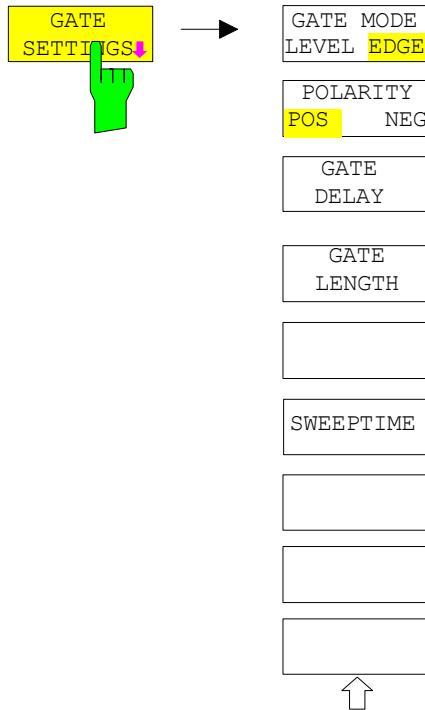 GATE
SETTINGS
GATE MODE
LEVEL EDGE
POLARITY
POS NEG
GATE
DELAY
GATE
LENGTH
SWEEPTIME